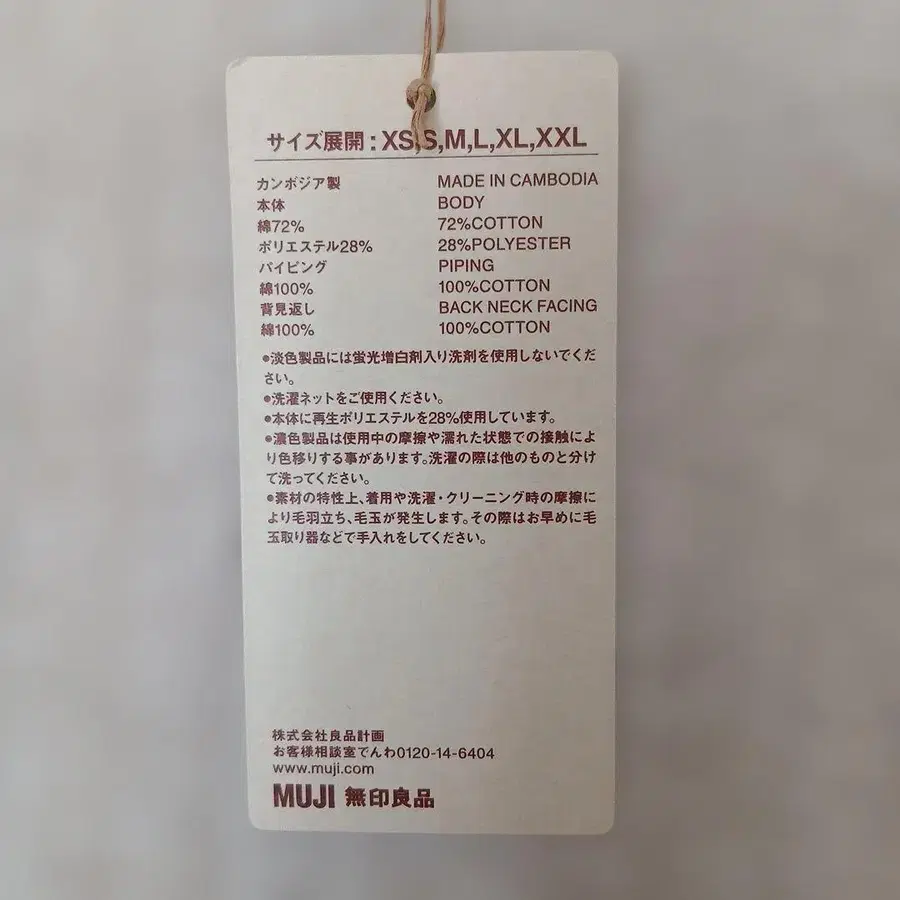 サイズ展開：XS,S,M,L,XL,XXL
カンボジア製 MADE IN CAMBODIA
本体 BODY
綿72% 72%COTTON
ポリエステル28% 28%POLYESTER
パイピング PIPING
綿100% 100%COTTON
背見返し BACK NECK FACING
綿100% 100%COTTON
●淡色製品には蛍光増白剤入り洗剤を使用しないでくだ
さい。
●洗濯ネットをご使用ください。
●本体に再生ポリエステルを28%使用しています。
●濃色製品は使用中の摩擦や濡れた状態での接触によ
り色移りする事があります。洗濯の際は他のものと分け
て洗ってください。
●素材の特性上、着用や洗濯・クリーニング時の摩擦に
より毛羽立ち、毛玉が発生します。その際はお早めに毛
玉取り器などで手入れをしてください。
株式会社良品計画
お客様相談室でんわ0120-14-6404
www.muji.com
MUJI 無印良品